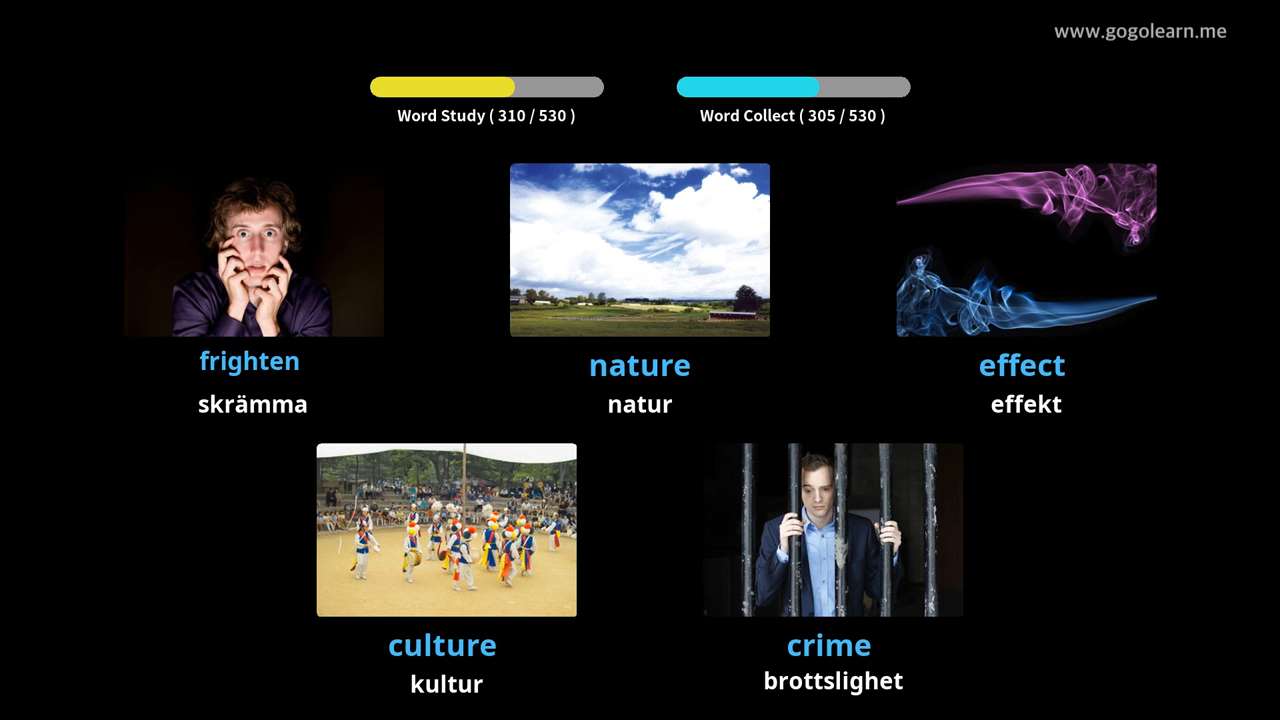 www.gogolearn.me
Word Study ( 310 / 530 )
Word Collect ( 305 / 530 )
frighten
skrämma
nature
natur
effect
effekt
culture
kultur
crime
brottslighet